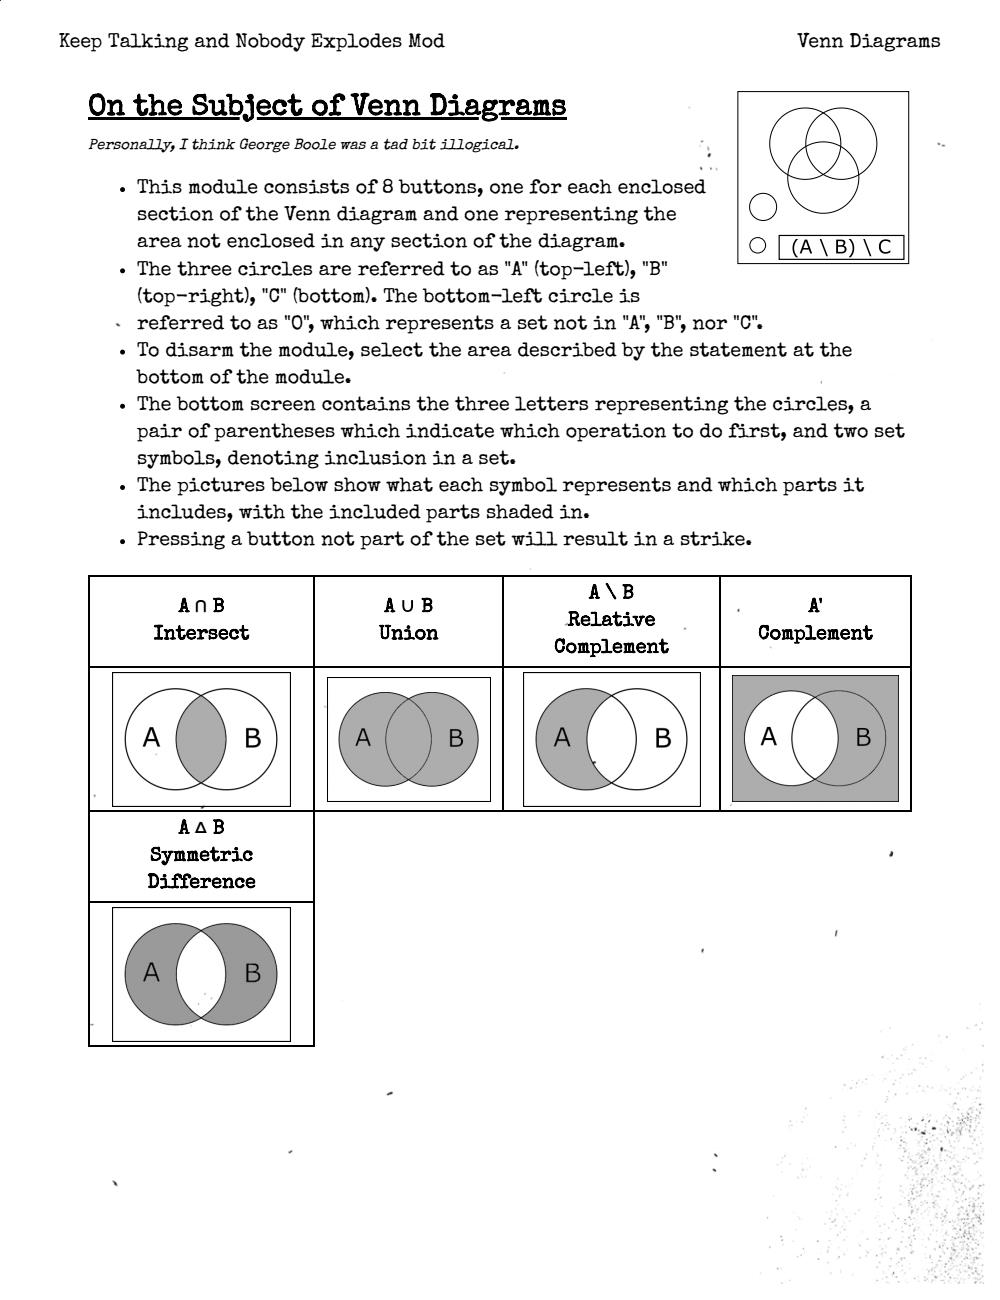 Keep Talking and Nobody Explodes Mod
Venn Diagrams
On the Subject of Venn Diagrams
Personally, I think George Boole was a tad bit illogical.
• This module consists of 8 buttons, one for each enclosed
section of the Venn diagram and one representing the
area not enclosed in any section of the diagram.
• The three circles are referred to as "A" (top-left), "B"
(top-right), "C" (bottom). The bottom-left circle is
referred to as "O", which represents a set not in "A", "B", nor "C".
(A \ B) \ C
• To disarm the module, select the area described by the statement at the
bottom of the module.
• The bottom screen contains the three letters representing the circles, a
pair of parentheses which indicate which operation to do first, and two set
symbols, denoting inclusion in a set.
• The pictures below show what each symbol represents and which parts it
includes, with the included parts shaded in.
• Pressing a button not part of the set will result in a strike.
A ∩ B
Intersect
A ∪ B
Union
A \ B
Relative
Complement
A'
Complement
A B
A B
A B
A B
A ∆ B
Symmetric
Difference
A B